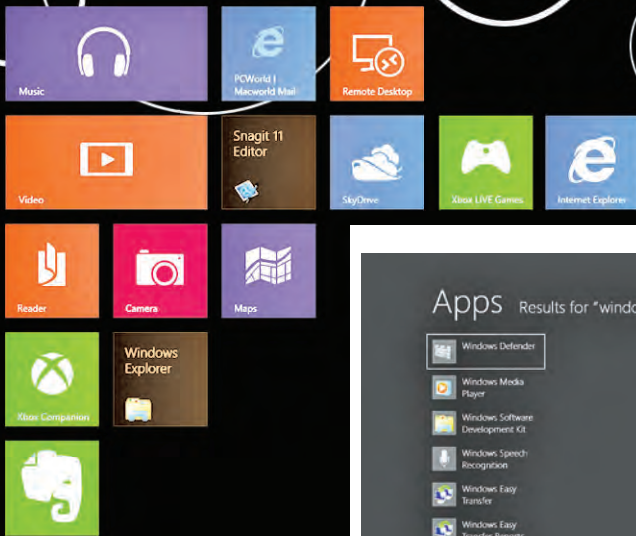 Music
PCWorld |
Macworld Mail
Remote Desktop
Video
Snagit 11
Editor
SkyDrive
Xbox LIVE Games
Internet Explorer
Reader
Camera
Maps
Xbox Companion
Windows
Explorer
Apps Results for "windo
Windows Defender
Windows Media
Player
Windows Software
Development Kit
Windows Speech
Recognition
Windows Easy
Transfer
Windows Easy
Transfer Reports